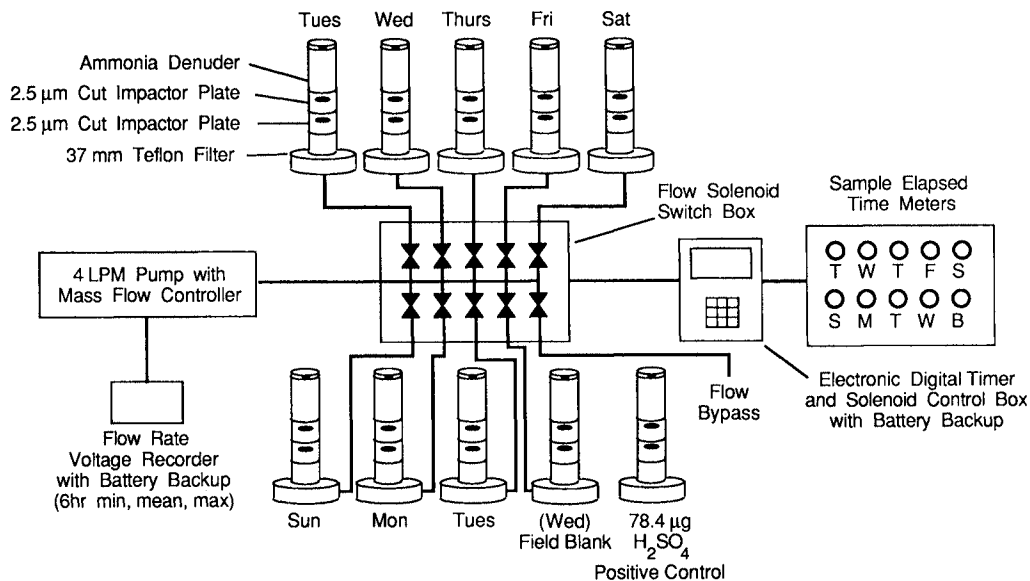 Tues Wed Thurs Fri Sat
Ammonia Denuder
2.5 μm Cut Impactor Plate
2.5 μm Cut Impactor Plate
37 mm Teflon Filter
Flow Solenoid
Switch Box
Sample Elapsed
Time Meters
T W T F S
S M T W B
4 LPM Pump with
Mass Flow Controller
Flow Rate
Voltage Recorder
with Battery Backup
(6hr min, mean, max)
Flow
Bypass
Electronic Digital Timer
and Solenoid Control Box
with Battery Backup
Sun
Mon
Tues
(Wed)
Field Blank
78.4 μg
H2SO4
Positive Control